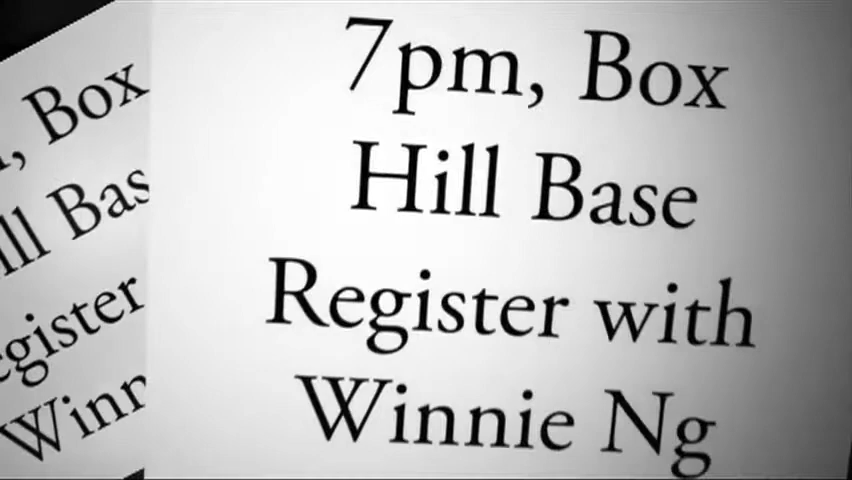 7pm, Box
Hill Base
Register with
Winnie Ng
, Box
ll Bas
egister
Winn